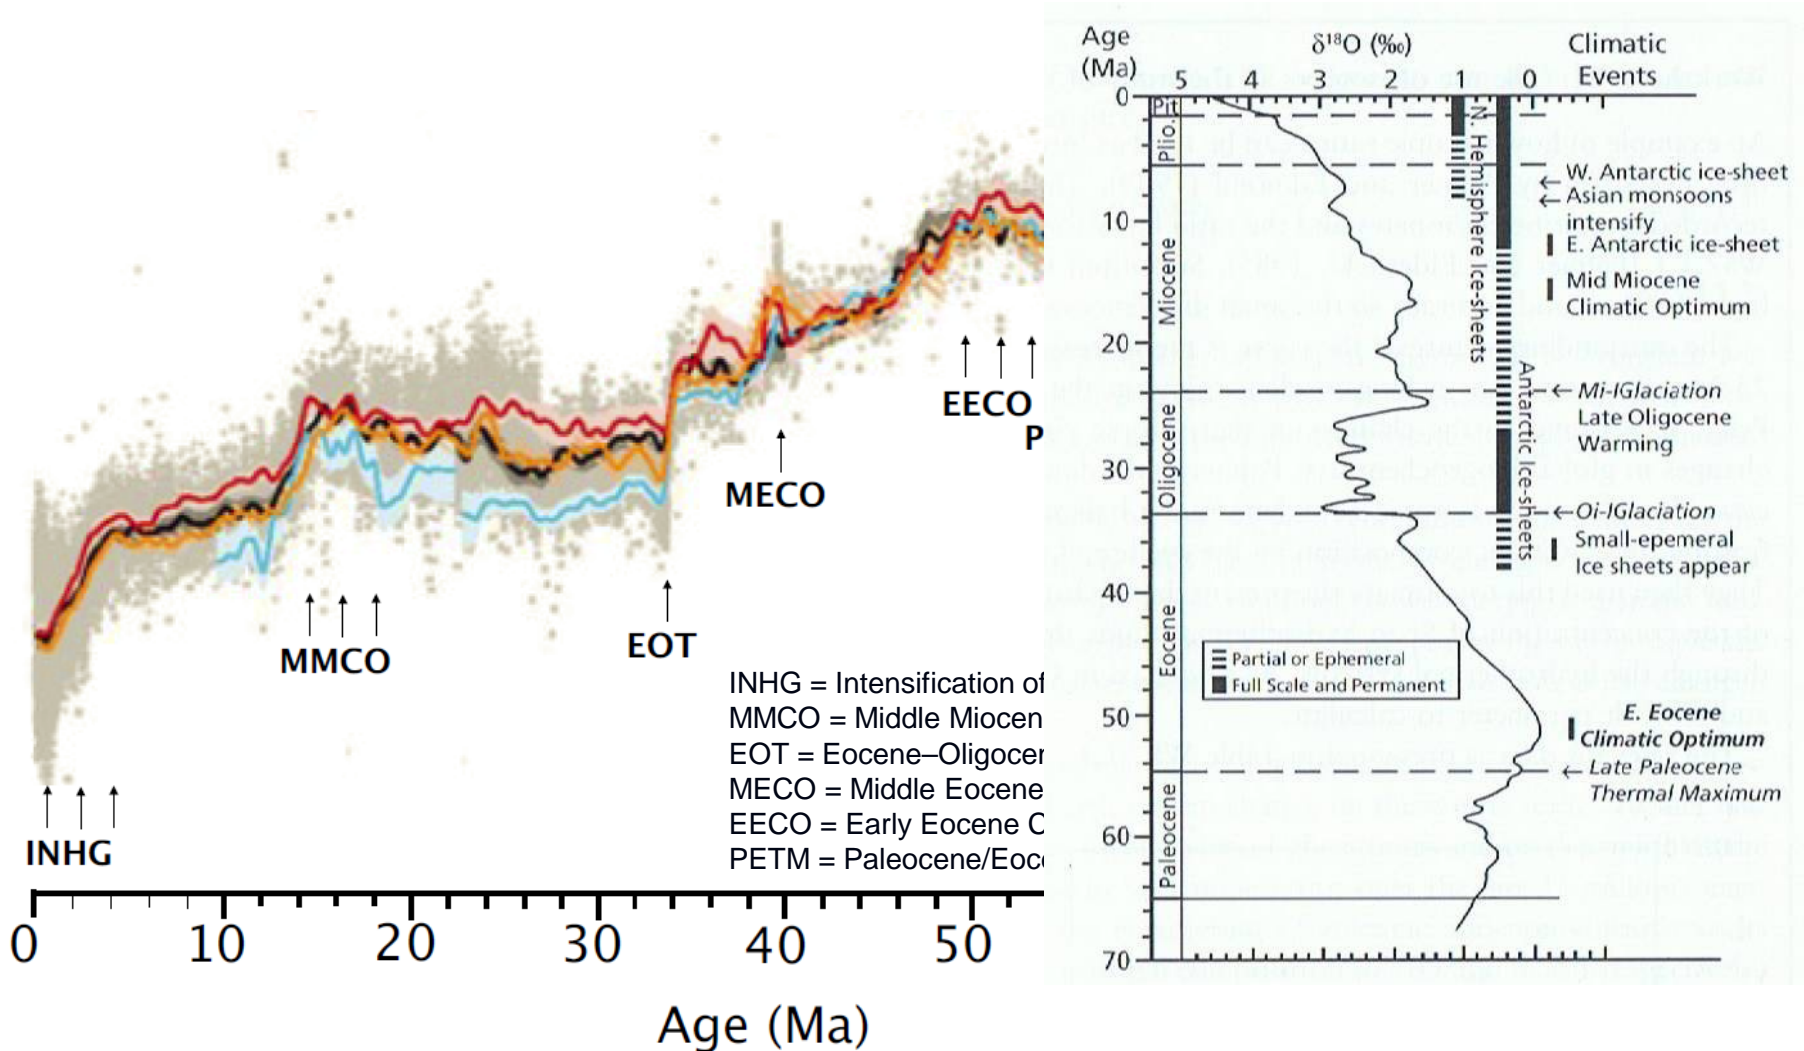 MMCO
INHG
EOT
MECO
EECO
P
INHG = Intensification of
MMCO = Middle Miocen
EOT = Eocene–Oligocen
MECO = Middle Eocene
EECO = Early Eocene C
PETM = Paleocene/Eoc
0 10 20 30 40 50
Age (Ma)
Age
(Ma)
δ¹⁸O (‰)
Climatic
Events
5 4 3 2 1 0
0
10
20
30
40
50
60
70
Plt.
Plio.
Miocene
Oligocene
Eocene
Paleocene
N. Hemisphere Ice-sheets
Antarctic Ice-sheets
W. Antarctic ice-sheet
Asian monsoons
intensify
E. Antarctic ice-sheet
Mid Miocene
Climatic Optimum
Mi-IGlaciation
Late Oligocene
Warming
Oi-IGlaciation
Small-epemeral
Ice sheets appear
Partial or Ephemeral
Full Scale and Permanent
E. Eocene
Climatic Optimum
Late Paleocene
Thermal Maximum